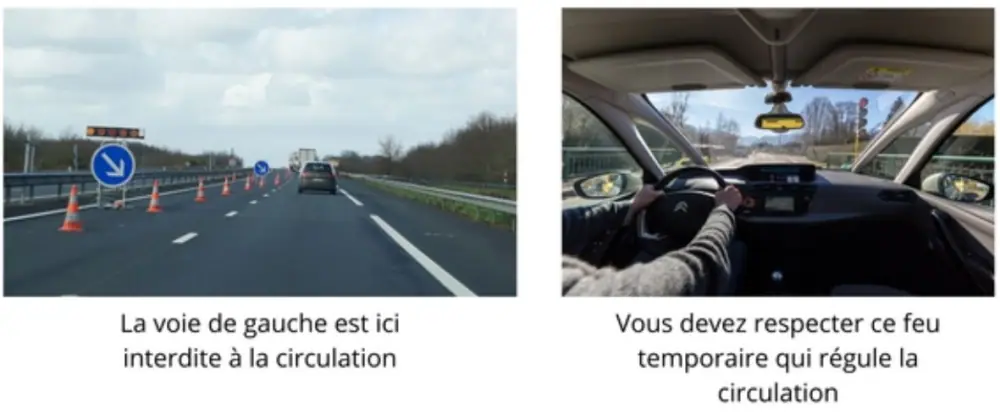 La voie de gauche est ici
interdite à la circulation
Vous devez respecter ce feu
temporaire qui régule la
circulation